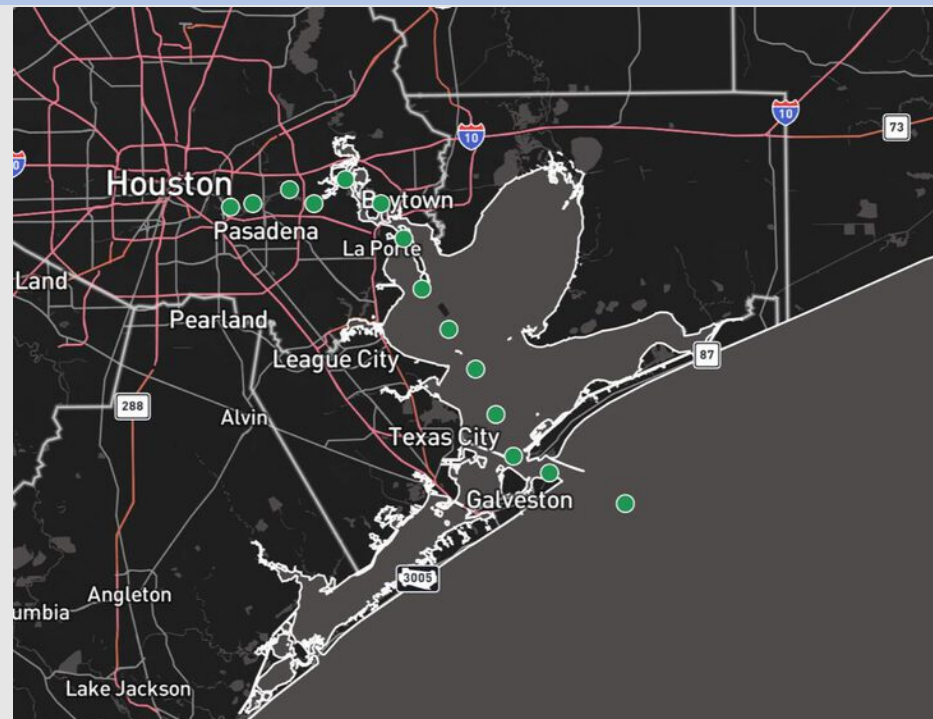 10
73
10
0
Houston
Baytown
Pasadena
La Porte
Land
Pearland
League City
87
288
Alvin
Texas City
Galveston
3005
Angleton
umbia
Lake Jackson